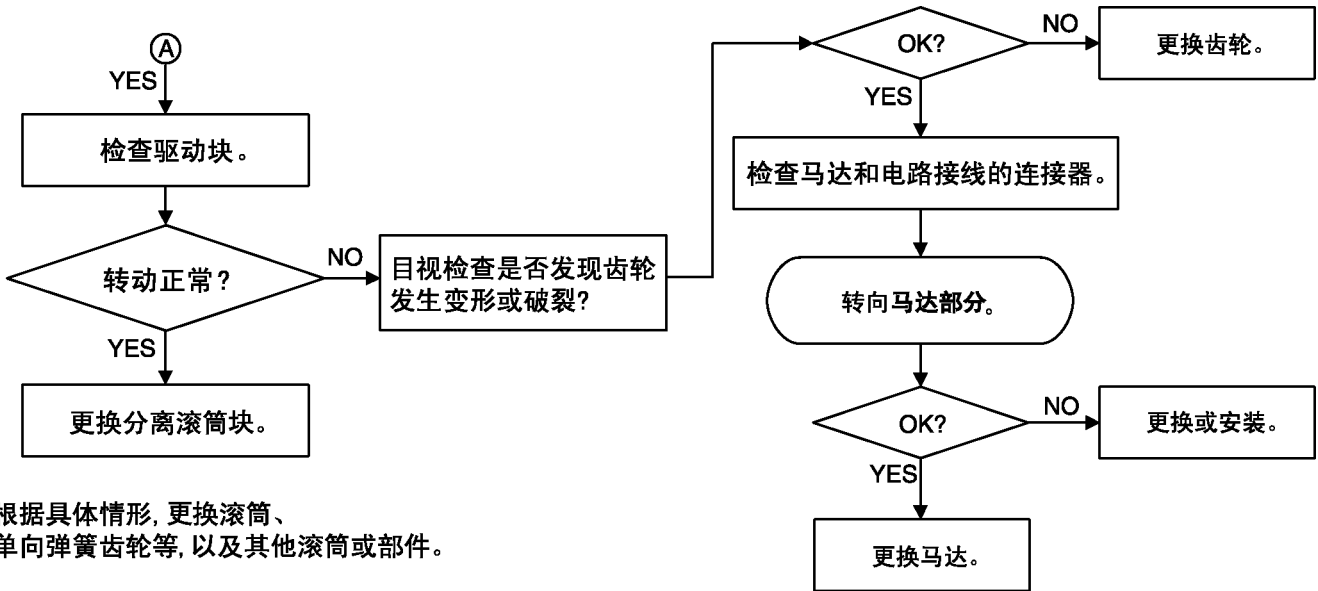 A
YES
检查驱动块。
转动正常?
NO
YES
更换分离滚筒块。
目视检查是否发现齿轮
发生变形或破裂?
OK?
NO
更换齿轮。
YES
检查马达和电路接线的连接器。
转向马达部分。
OK?
NO
更换或安装。
YES
更换马达。
根据具体情形, 更换滚筒、
单向弹簧齿轮等, 以及其他滚筒或部件。